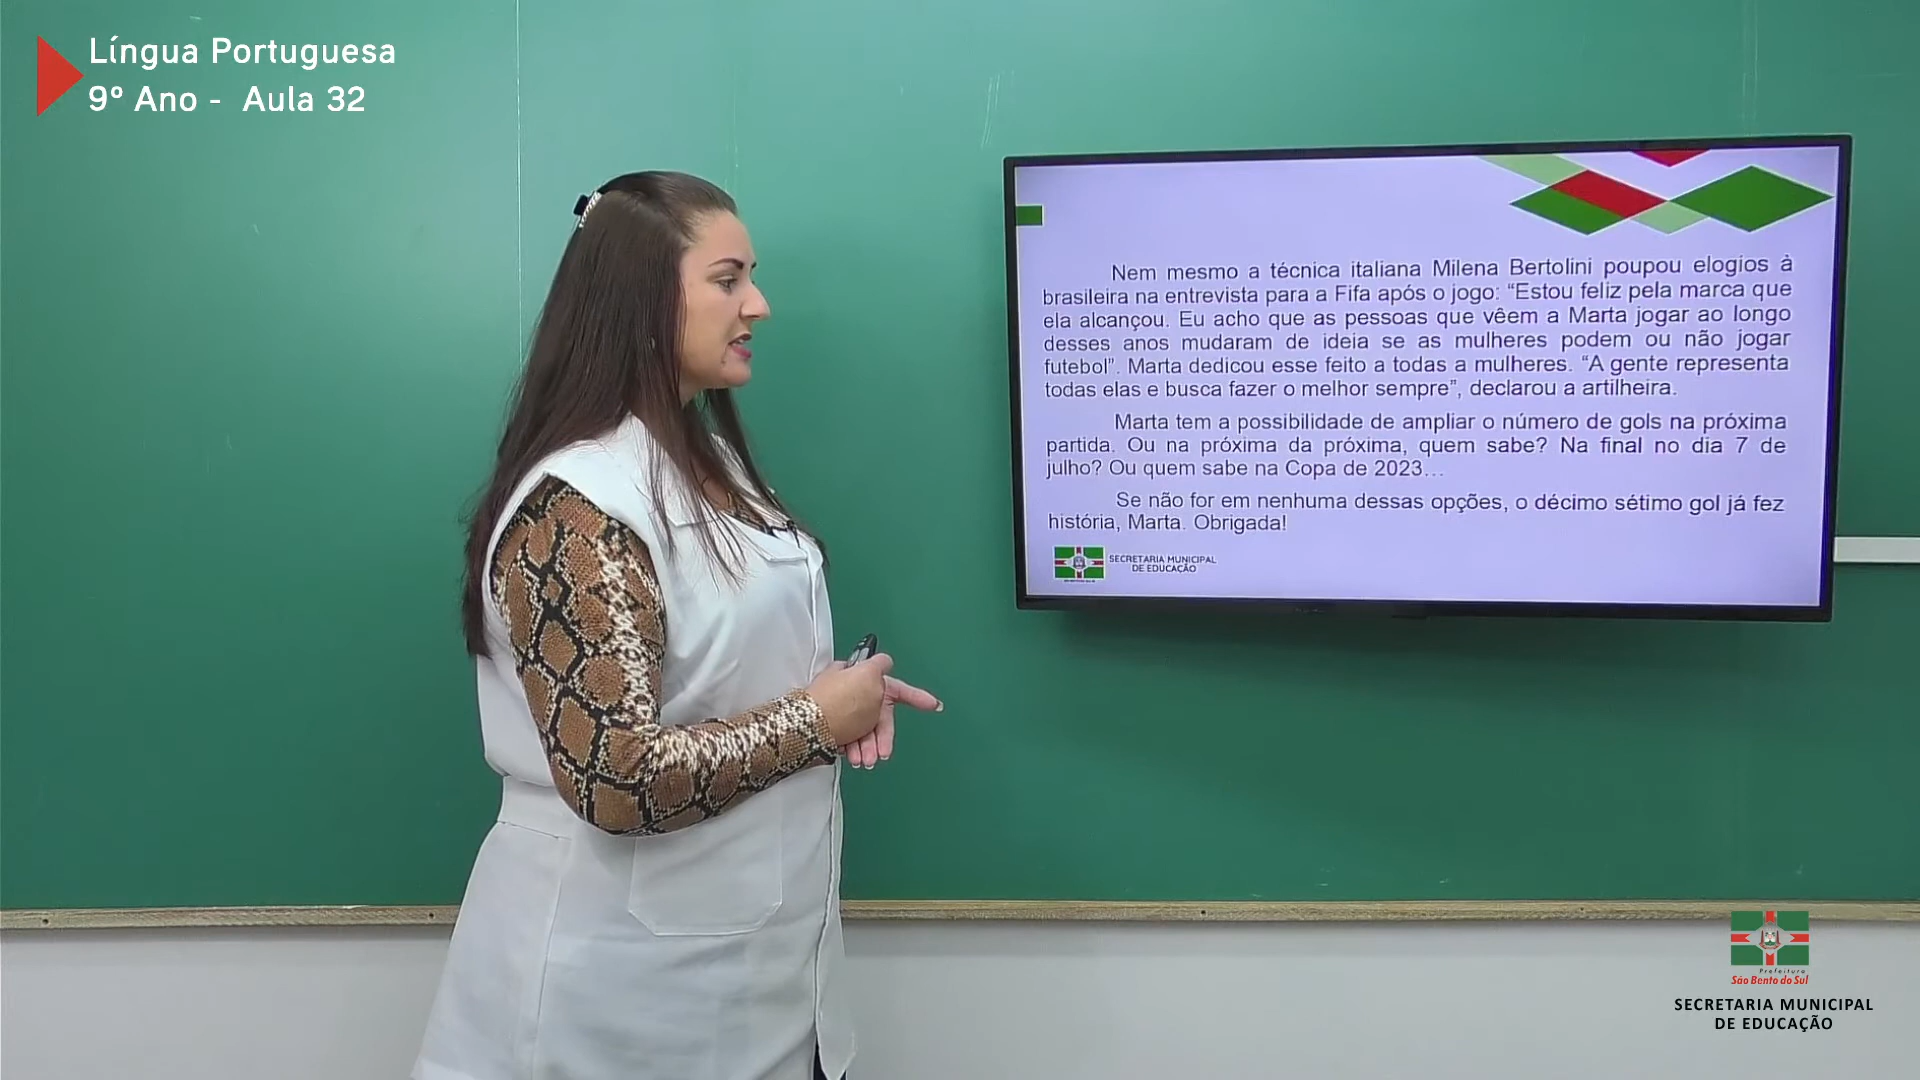 Língua Portuguesa
9º Ano - Aula 32
Nem mesmo a técnica italiana Milena Bertolini poupou elogios à
brasileira na entrevista para a Fifa após o jogo: “Estou feliz pela marca que
ela alcançou. Eu acho que as pessoas que vêem a Marta jogar ao longo
desses anos mudaram de ideia se as mulheres podem ou não jogar
futebol”. Marta dedicou esse feito a todas a mulheres. “A gente representa
todas elas e busca fazer o melhor sempre”, declarou a artilheira.
Marta tem a possibilidade de ampliar o número de gols na próxima
partida. Ou na próxima da próxima, quem sabe? Na final no dia 7 de
julho? Ou quem sabe na Copa de 2023…
Se não for em nenhuma dessas opções, o décimo sétimo gol já fez
história, Marta. Obrigada!
SECRETARIA MUNICIPAL
DE EDUCAÇÃO
Prefeitura
São Bento do Sul
SECRETARIA MUNICIPAL
DE EDUCAÇÃO